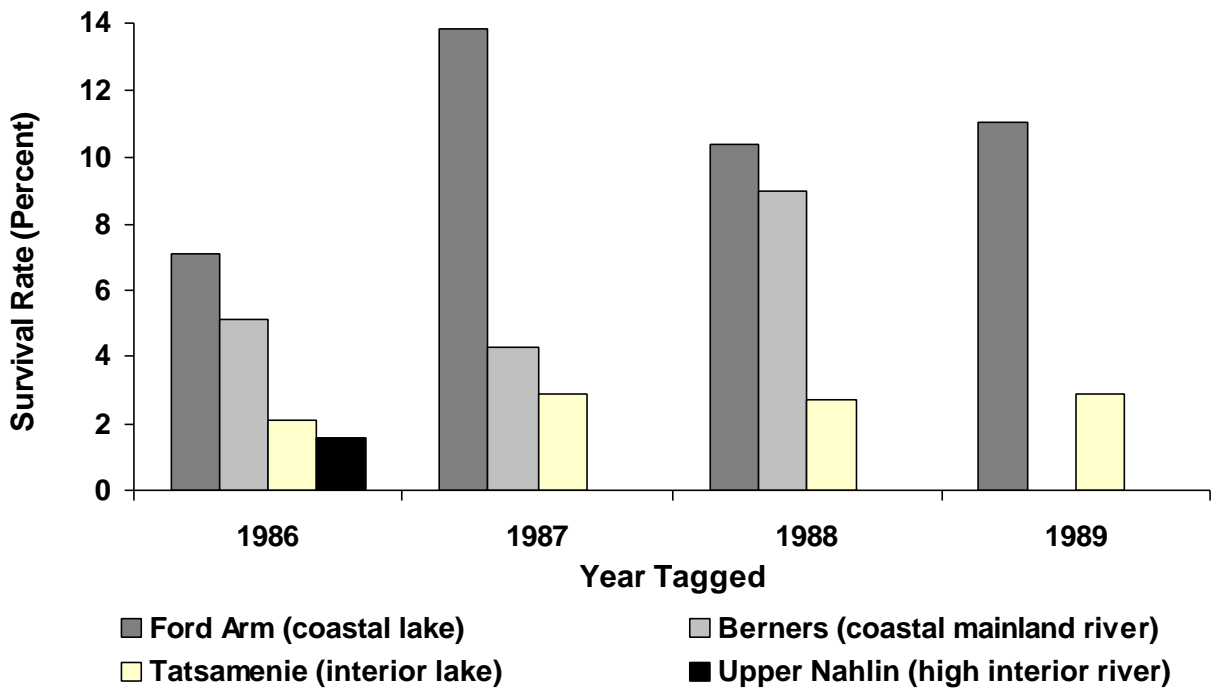 Survival Rate (Percent)
14
12
10
8
6
4
2
0
1986 1987 1988 1989
Year Tagged
Ford Arm (coastal lake) Berners (coastal mainland river)
Tatsamenie (interior lake) Upper Nahlin (high interior river)